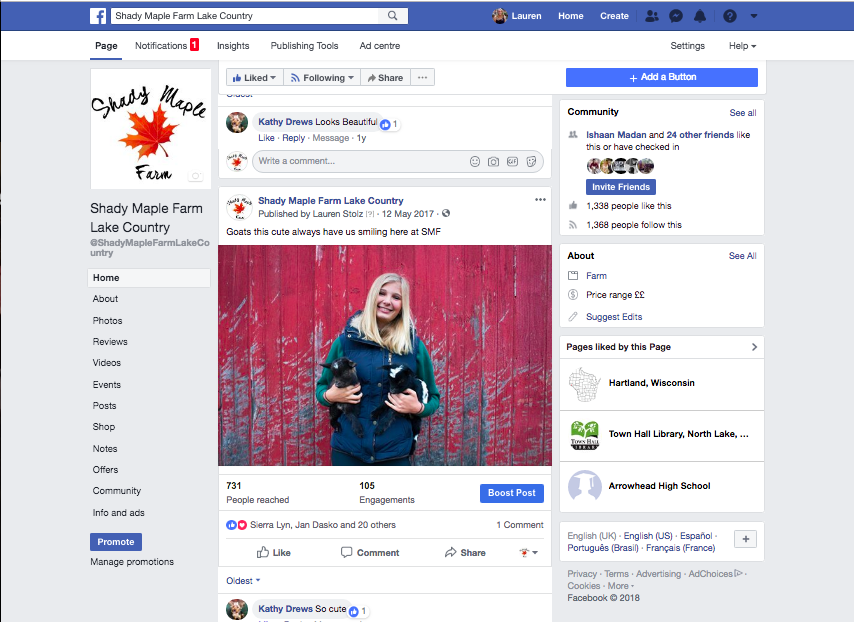 Shady Maple Farm Lake Country
Lauren Home Create
Page Notifications 1 Insights Publishing Tools Ad centre Settings Help
Shady Maple
Farm
Liked Following Share ...
+ Add a Button
Shady Maple Farm
Lake Country
@ShadyMapleFarmLakeCo
untry
Home
About
Photos
Reviews
Videos
Events
Posts
Shop
Notes
Offers
Community
Info and ads
Promote
Manage promotions
Oldest
Kathy Drews Looks Beautiful 1
Like · Reply · Message · 1y
Write a comment...
GIF
Shady Maple Farm Lake Country
Published by Lauren Stolz [?] · 12 May 2017 ·
Goats this cute always have us smiling here at SMF
731
People reached
105
Engagements
Boost Post
Sierra Lyn, Jan Dasko and 20 others 1 Comment
Like Comment Share
Oldest
Kathy Drews So cute 1
Community See all
Ishaan Madan and 24 other friends like
this or have checked in
Invite Friends
1,338 people like this
1,368 people follow this
About See All
Farm
Price range ££
Suggest Edits
Pages liked by this Page
Hartland, Wisconsin
TOWN HALL
LIBRARY
Town Hall Library, North Lake, ...
Arrowhead High School
English (UK) · English (US) · Español ·
Português (Brasil) · Français (France)
+
Privacy · Terms · Advertising · AdChoices ·
Cookies · More
Facebook © 2018